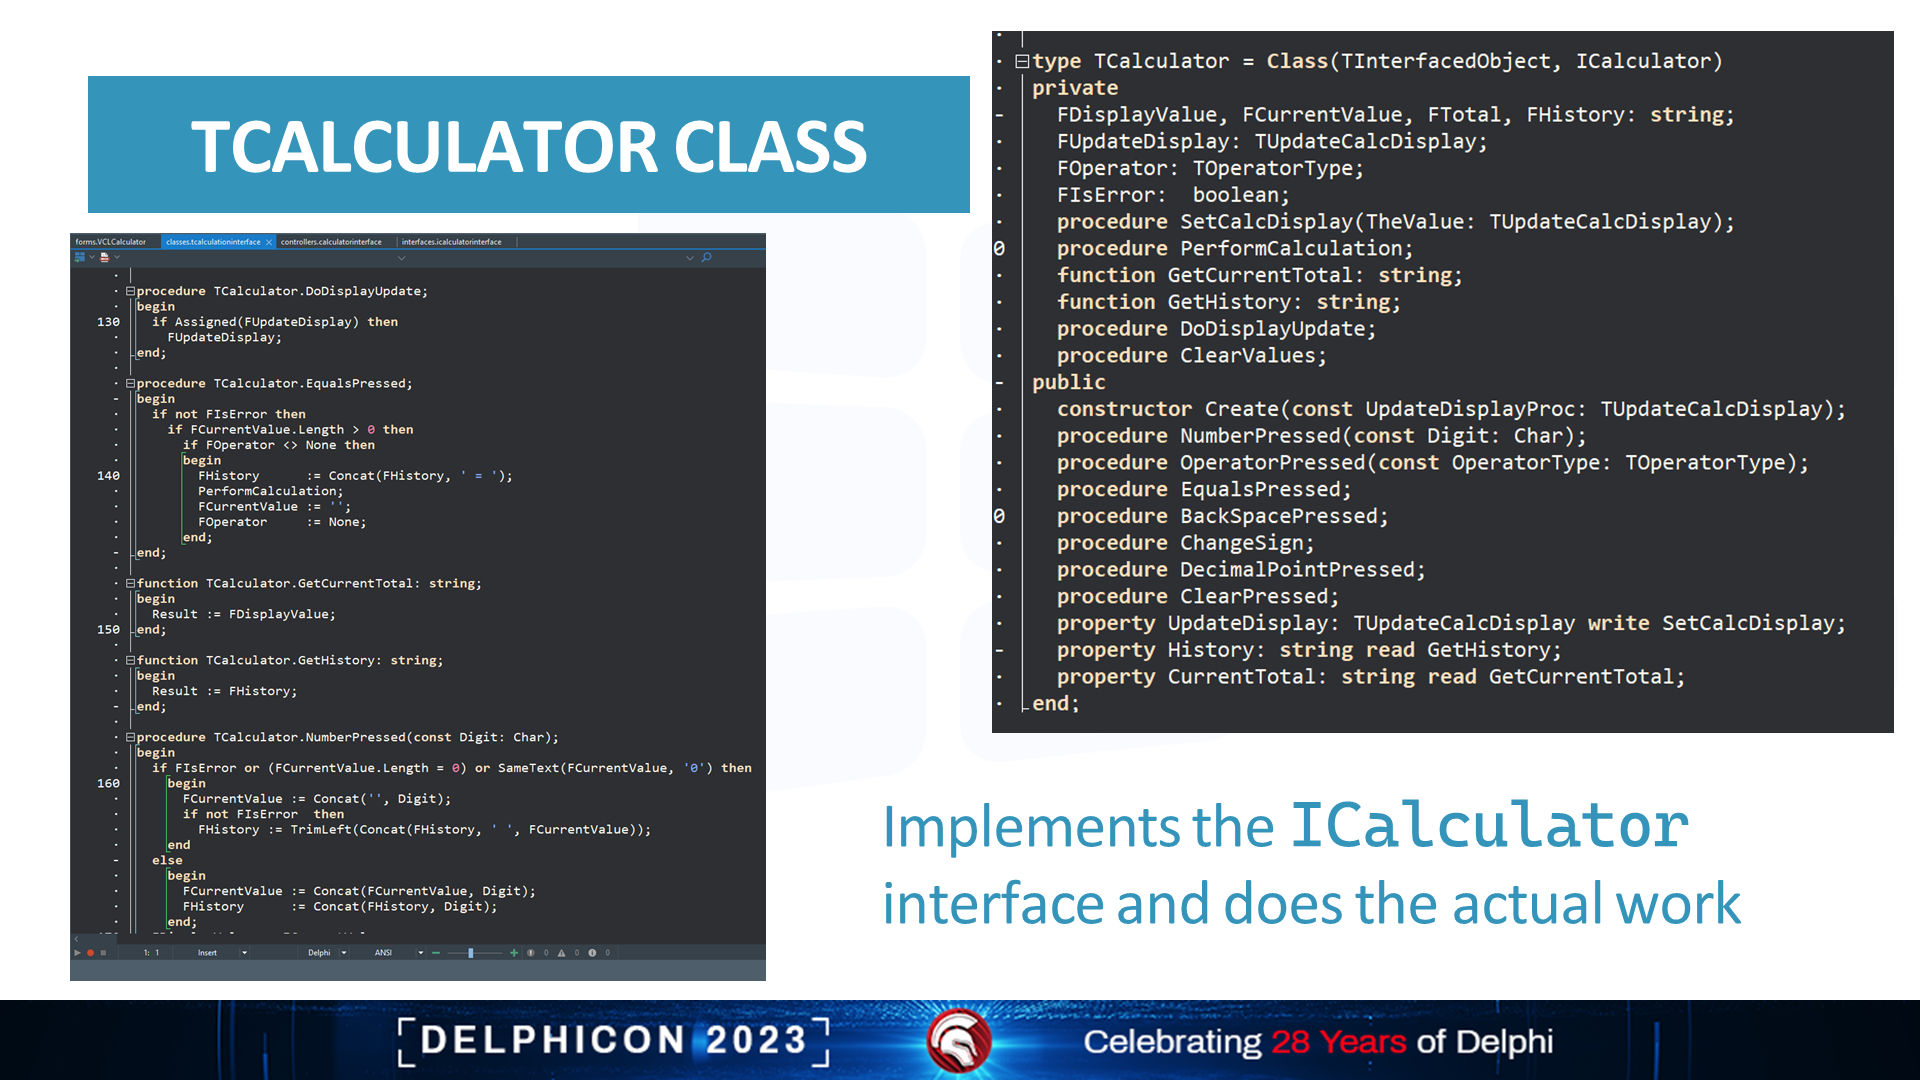 TCALCULATOR CLASS
forms.VCLCalculator classes.tcalculationinterface × controllers.calculatorinterface interfaces.icalculatorinterface
procedure TCalculator.DoDisplayUpdate;
begin
130 if Assigned(FUpdateDisplay) then
FUpdateDisplay;
end;
procedure TCalculator.EqualsPressed;
begin
if not FIsError then
if FCurrentValue.Length > 0 then
if FOperator <> None then
begin
140 FHistory := Concat(FHistory, ' = ');
PerformCalculation;
FCurrentValue := '';
FOperator := None;
end;
end;
function TCalculator.GetCurrentTotal: string;
begin
Result := FDisplayValue;
150 end;
function TCalculator.GetHistory: string;
begin
Result := FHistory;
end;
procedure TCalculator.NumberPressed(const Digit: Char);
begin
if FIsError or (FCurrentValue.Length = 0) or SameText(FCurrentValue, '0') then
160 begin
FCurrentValue := Concat('', Digit);
if not FIsError then
FHistory := TrimLeft(Concat(FHistory, ' ', FCurrentValue));
end
else
begin
FCurrentValue := Concat(FCurrentValue, Digit);
FHistory := Concat(FHistory, Digit);
end;
1: 1 Insert Delphi ANSI 0 0 0
type TCalculator = Class(TInterfacedObject, ICalculator)
private
FDisplayValue, FCurrentValue, FTotal, FHistory: string;
FUpdateDisplay: TUpdateCalcDisplay;
FOperator: TOperatorType;
FIsError: boolean;
procedure SetCalcDisplay(TheValue: TUpdateCalcDisplay);
0 procedure PerformCalculation;
function GetCurrentTotal: string;
function GetHistory: string;
procedure DoDisplayUpdate;
procedure ClearValues;
public
constructor Create(const UpdateDisplayProc: TUpdateCalcDisplay);
procedure NumberPressed(const Digit: Char);
procedure OperatorPressed(const OperatorType: TOperatorType);
procedure EqualsPressed;
0 procedure BackSpacePressed;
procedure ChangeSign;
procedure DecimalPointPressed;
procedure ClearPressed;
property UpdateDisplay: TUpdateCalcDisplay write SetCalcDisplay;
property History: string read GetHistory;
property CurrentTotal: string read GetCurrentTotal;
end;
Implements the ICalculator
interface and does the actual work
[DELPHICON 2023]
Celebrating 28 Years of Delphi